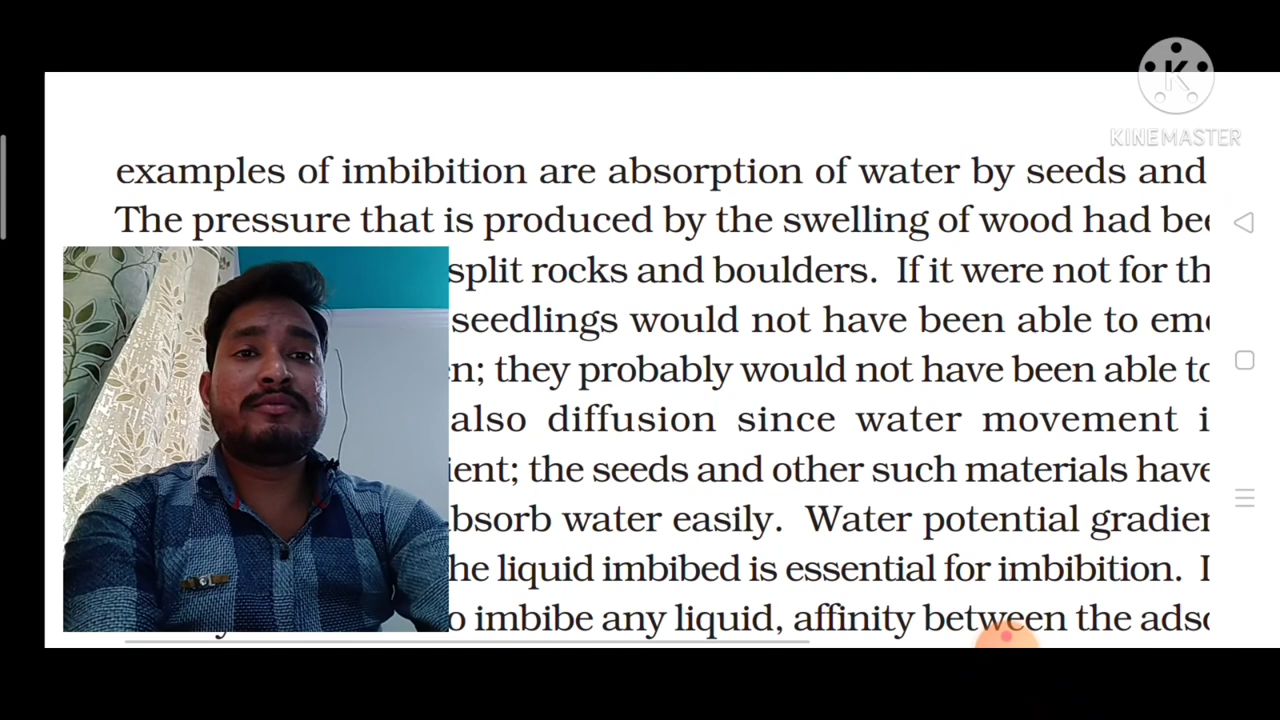 KINEMASTER
examples of imbibition are absorption of water by seeds and
The pressure that is produced by the swelling of wood had
split rocks and boulders. If it were not for
seedlings would not have been able to
they probably would not have been able
also diffusion since water movement
the seeds and other such materials have
absorb water easily. Water potential
the liquid imbibed is essential for imbibition.
imbibe any liquid, affinity between the